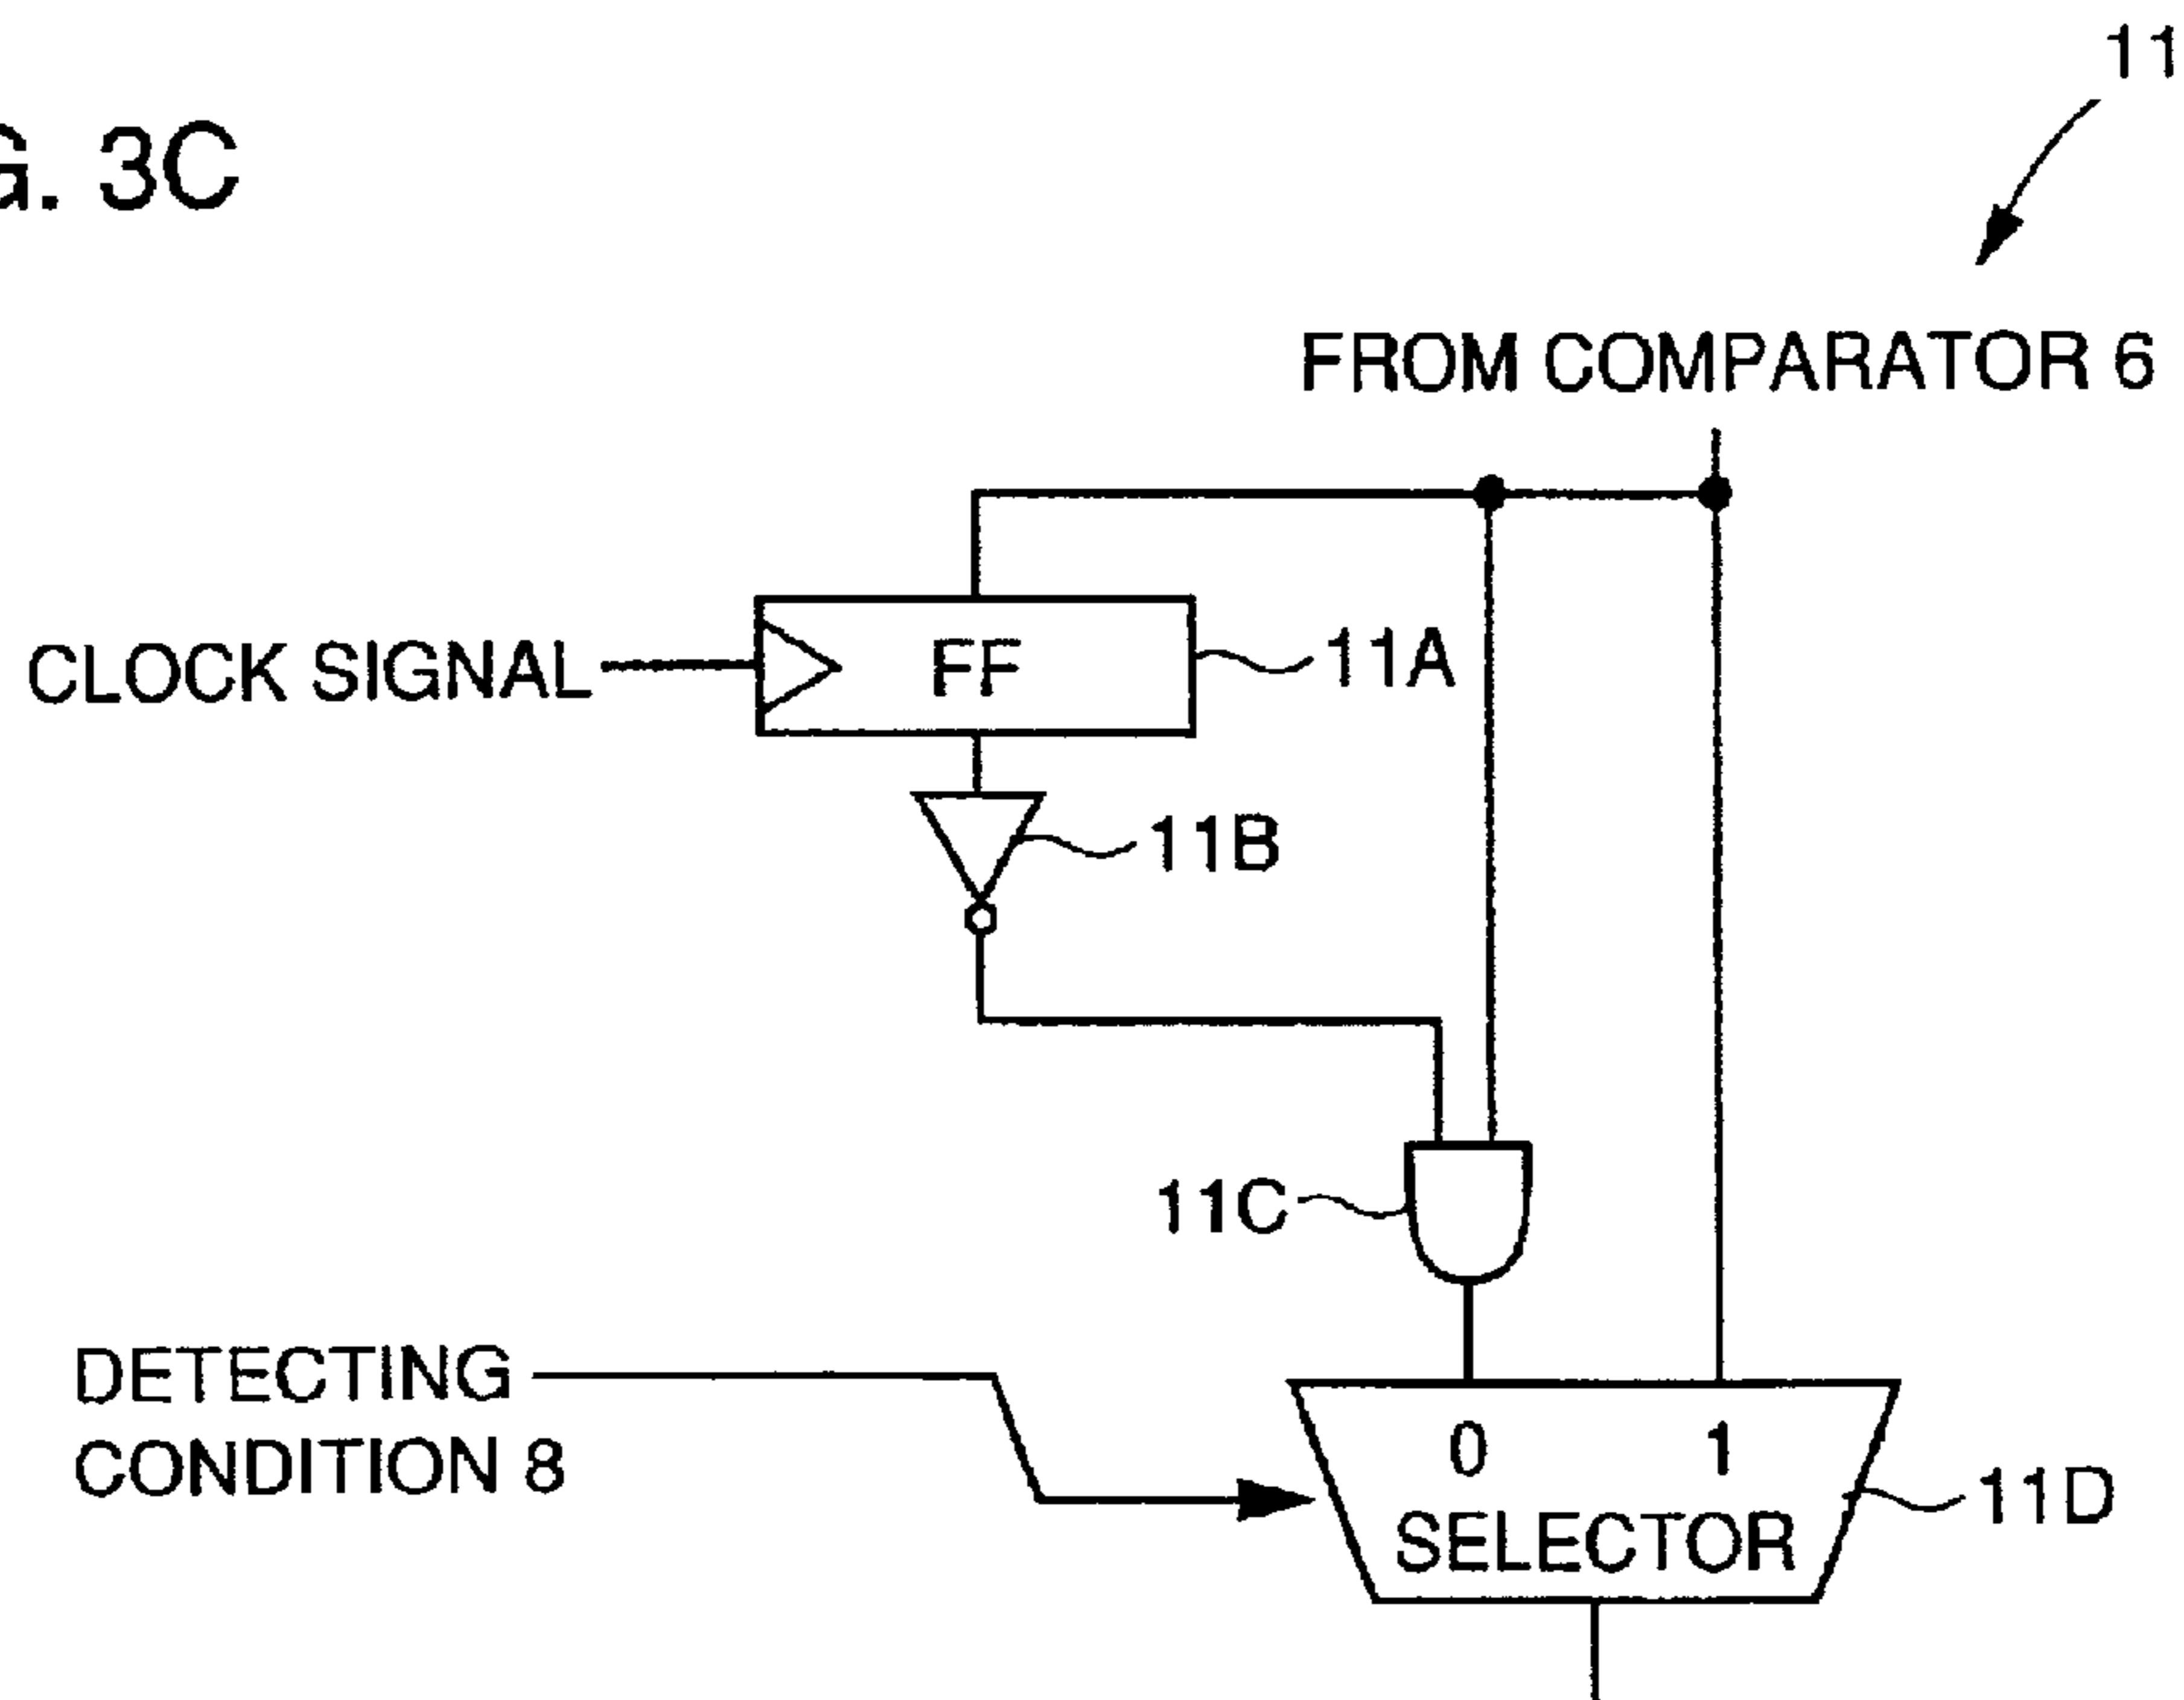 G. 3C
11
FROM COMPARATOR 6
CLOCK SIGNAL
FF
11A
11B
11C
DETECTING
CONDITION 8
0 1
SELECTOR
11D